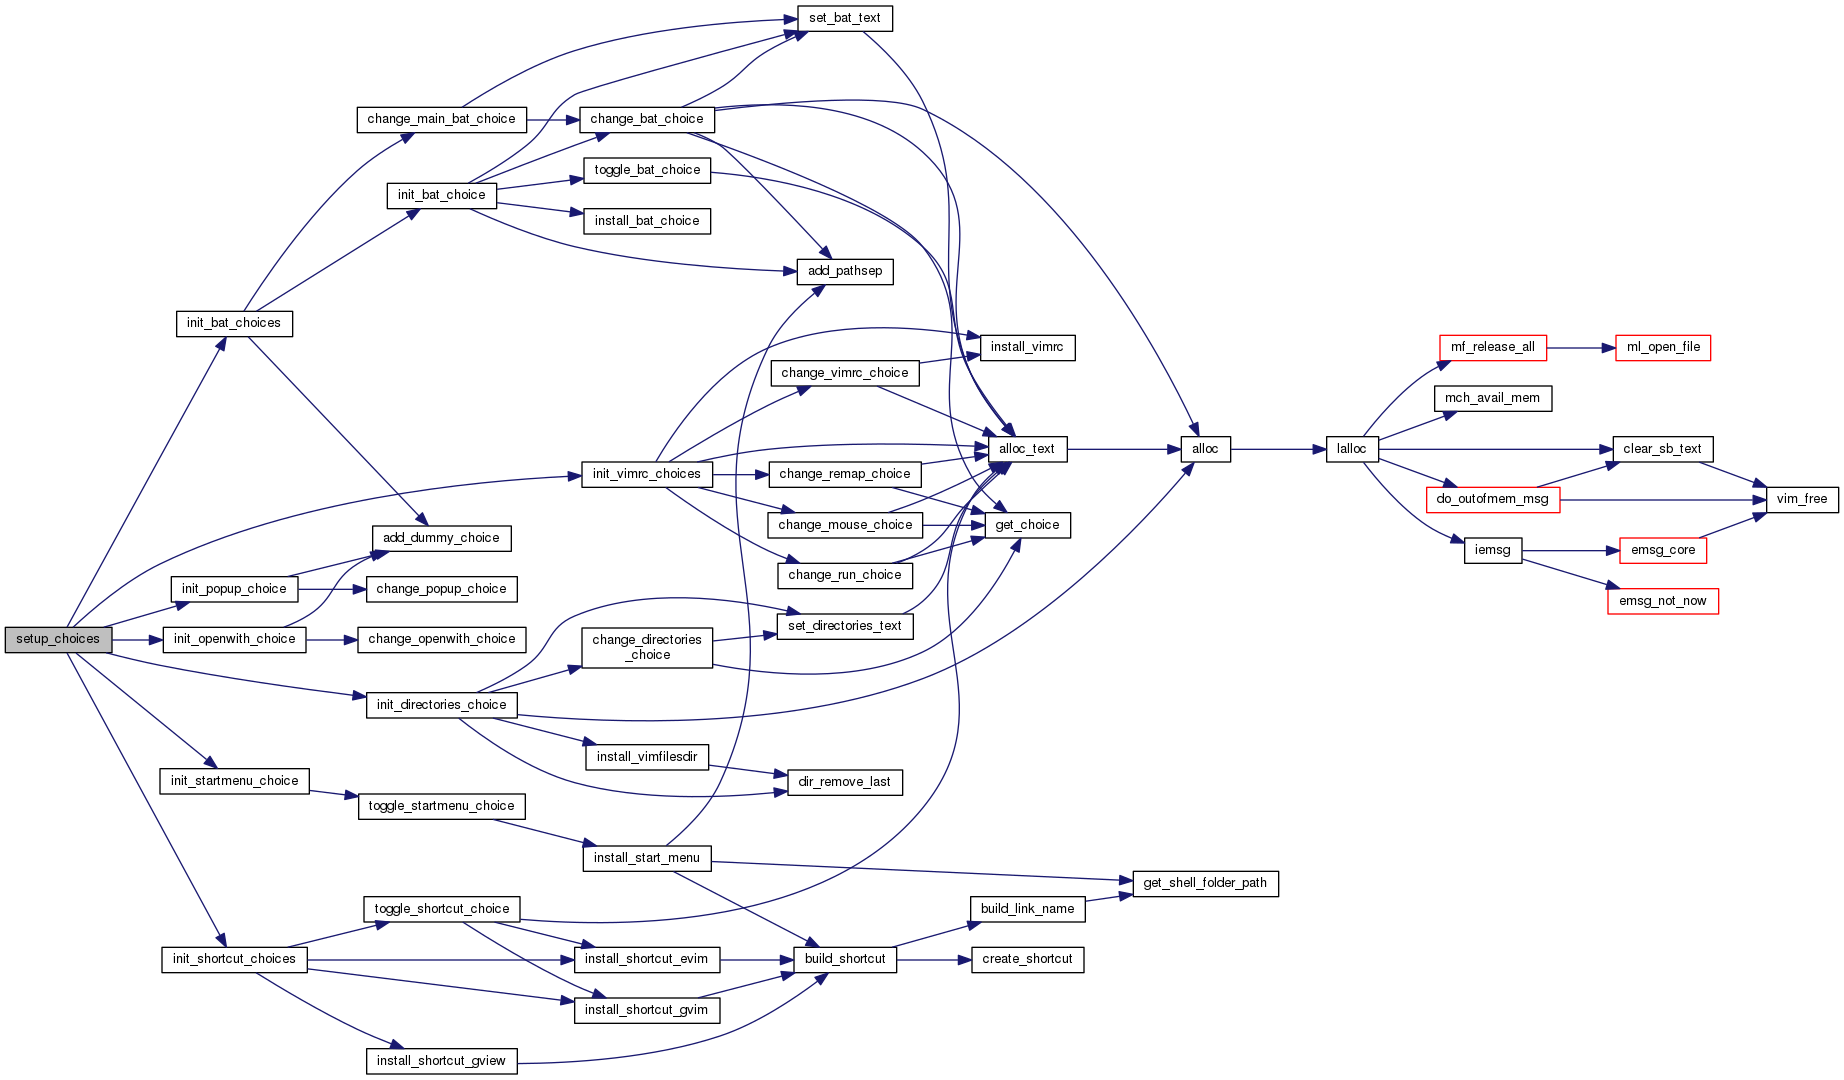 set_bat_text
change_main_bat_choice
change_bat_choice
toggle_bat_choice
init_bat_choice
install_bat_choice
add_pathsep
init_bat_choices
install_vimrc
mf_release_all
ml_open_file
change_vimrc_choice
mch_avail_mem
alloc_text
alloc
lalloc
clear_sb_text
init_vimrc_choices
change_remap_choice
do_outofmem_msg
vim_free
change_mouse_choice
get_choice
add_dummy_choice
iemsg
emsg_core
change_run_choice
init_popup_choice
change_popup_choice
emsg_not_now
set_directories_text
setup_choices
init_openwith_choice
change_openwith_choice
change_directories
_choice
init_directories_choice
install_vimfilesdir
init_startmenu_choice
dir_remove_last
toggle_startmenu_choice
install_start_menu
get_shell_folder_path
toggle_shortcut_choice
build_link_name
init_shortcut_choices
install_shortcut_evim
build_shortcut
create_shortcut
install_shortcut_gvim
install_shortcut_gview